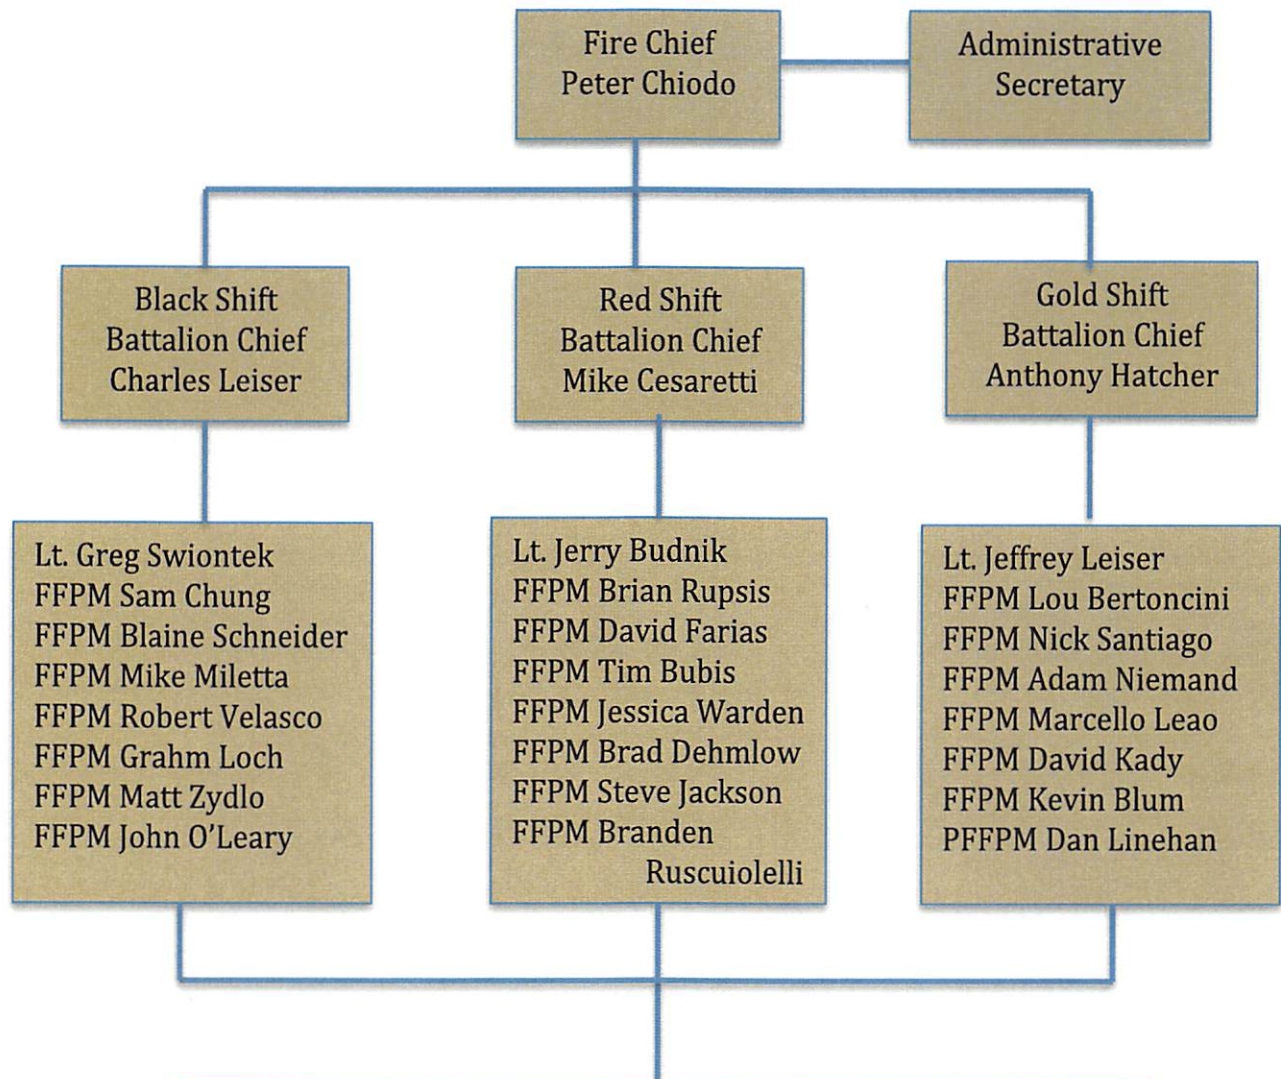 Fire Chief
Peter Chiodo
Administrative
Secretary
Black Shift
Battalion Chief
Charles Leiser
Red Shift
Battalion Chief
Mike Cesaretti
Gold Shift
Battalion Chief
Anthony Hatcher
Lt. Greg Swiontek
FFPM Sam Chung
FFPM Blaine Schneider
FFPM Mike Miletta
FFPM Robert Velasco
FFPM Grahm Loch
FFPM Matt Zydlo
FFPM John O’Leary
Lt. Jerry Budnik
FFPM Brian Rupsis
FFPM David Farias
FFPM Tim Bubis
FFPM Jessica Warden
FFPM Brad Dehmlow
FFPM Steve Jackson
FFPM Branden
Ruscuiolelli
Lt. Jeffrey Leiser
FFPM Lou Bertoncini
FFPM Nick Santiago
FFPM Adam Niemand
FFPM Marcello Leao
FFPM David Kady
FFPM Kevin Blum
PFFPM Dan Linehan